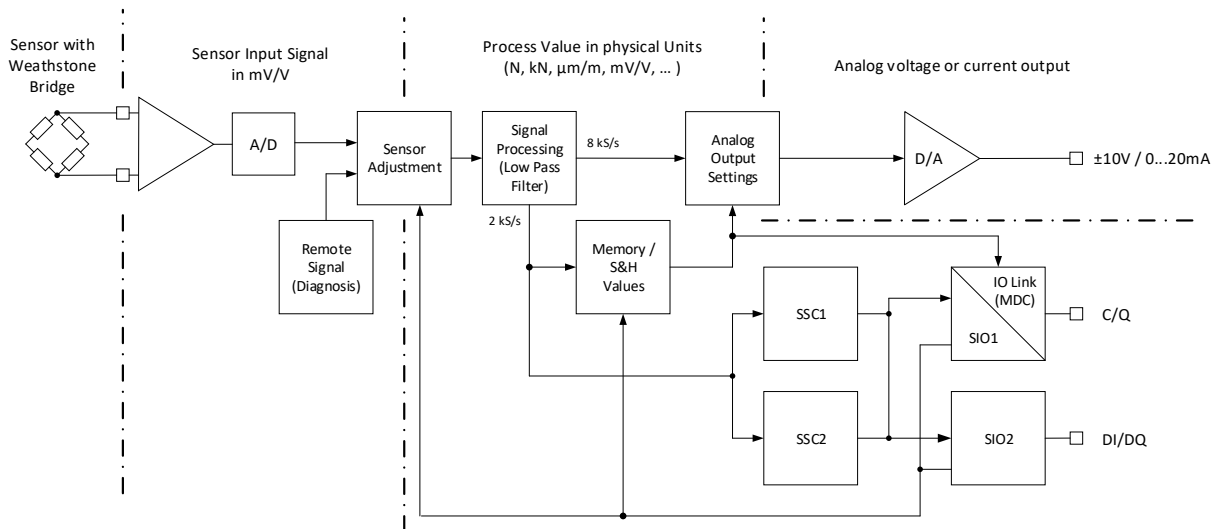 Sensor with
Weathstone
Bridge
Sensor Input Signal
in mV/V
Process Value in physical Units
(N, kN, µm/m, mV/V, ... )
Analog voltage or current output
A/D
Sensor
Adjustment
Signal
Processing
(Low Pass
Filter)
8 kS/s
Analog
Output
Settings
D/A
±10V / 0...20mA
2 kS/s
Remote
Signal
(Diagnosis)
Memory /
S&H
Values
SSC1
IO Link
(MDC)
SIO1
C/Q
SSC2
SIO2
DI/DQ